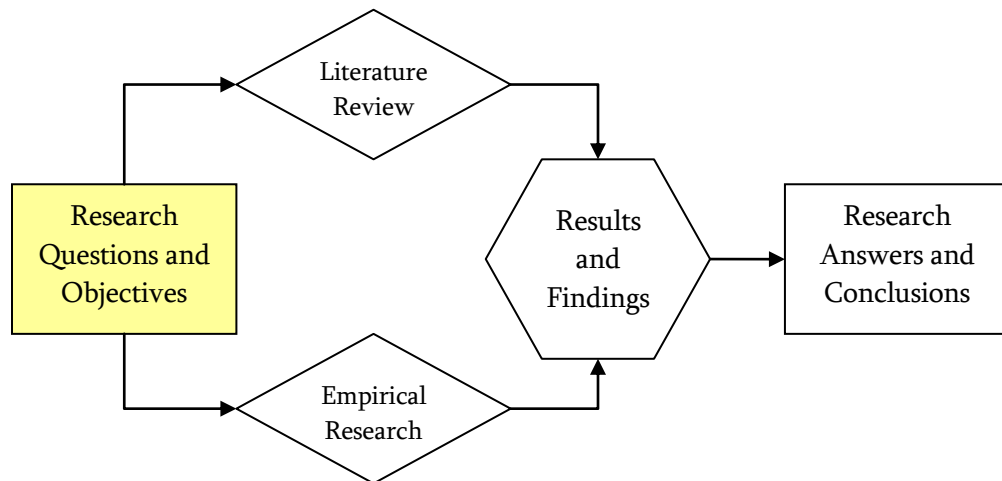 Literature
Review
Research
Questions and
Objectives
Results
and
Findings
Research
Answers and
Conclusions
Empirical
Research